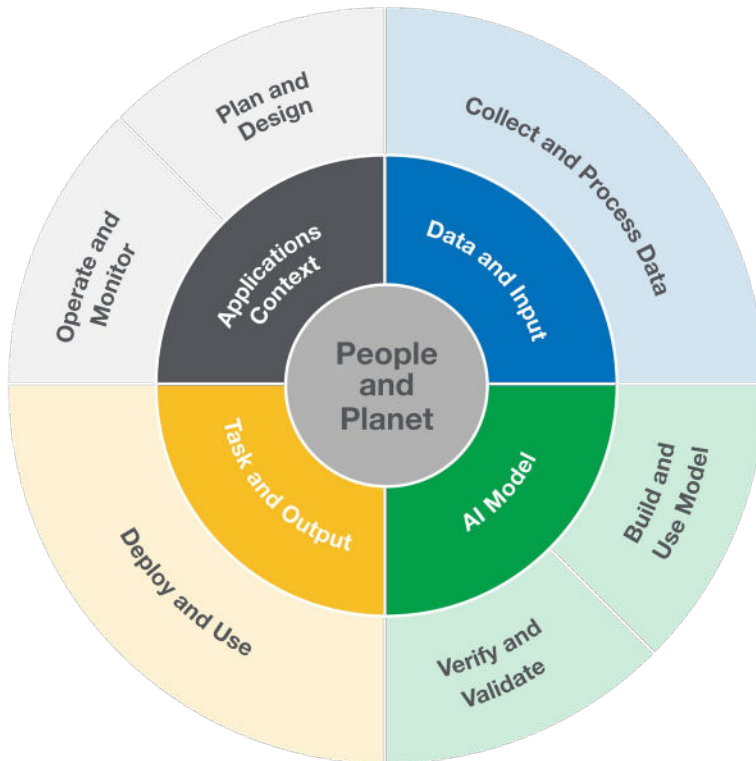 Plan and
Design
Collect and Process Data
Operate and
Monitor
Applications
Context
Data and Input
People
and
Planet
Task and Output
AI Model
Build and
Use Model
Deploy and Use
Verify and
Validate